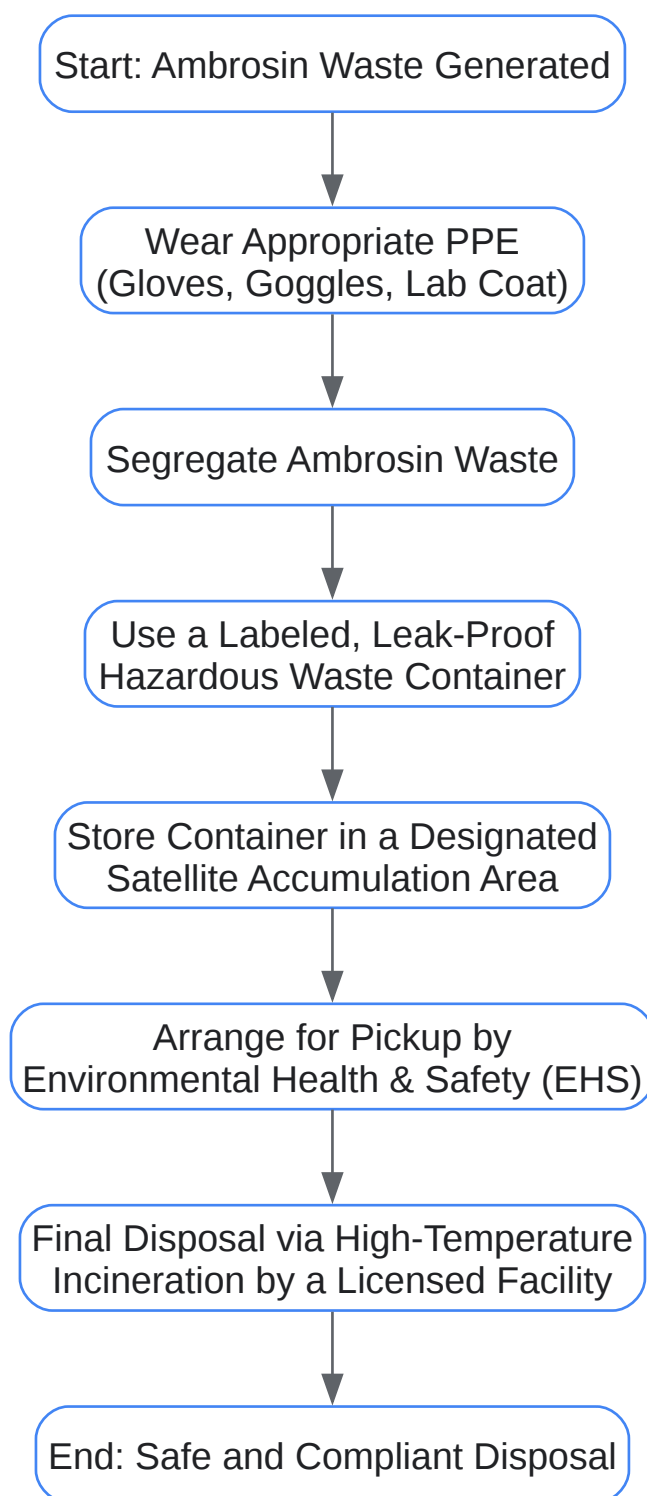 Start: Ambrosin Waste Generated
Wear Appropriate PPE
(Gloves, Goggles, Lab Coat)
Segregate Ambrosin Waste
Use a Labeled, Leak-Proof
Hazardous Waste Container
Store Container in a Designated
Satellite Accumulation Area
Arrange for Pickup by
Environmental Health & Safety (EHS)
Final Disposal via High-Temperature
Incineration by a Licensed Facility
End: Safe and Compliant Disposal